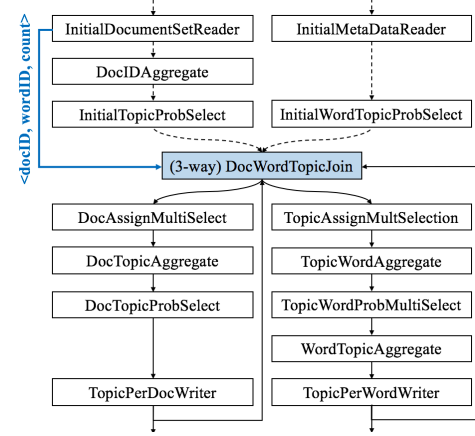 InitialDocumentSetReader
InitialMetaDataReader
DocIDAggregate
InitialTopicProbSelect
InitialWordTopicProbSelect
<docID, wordID, count>
(3-way) DocWordTopicJoin
DocAssignMultiSelect
TopicAssignMultSelection
DocTopicAggregate
TopicWordAggregate
DocTopicProbSelect
TopicWordProbMultiSelect
WordTopicAggregate
TopicPerDocWriter
TopicPerWordWriter